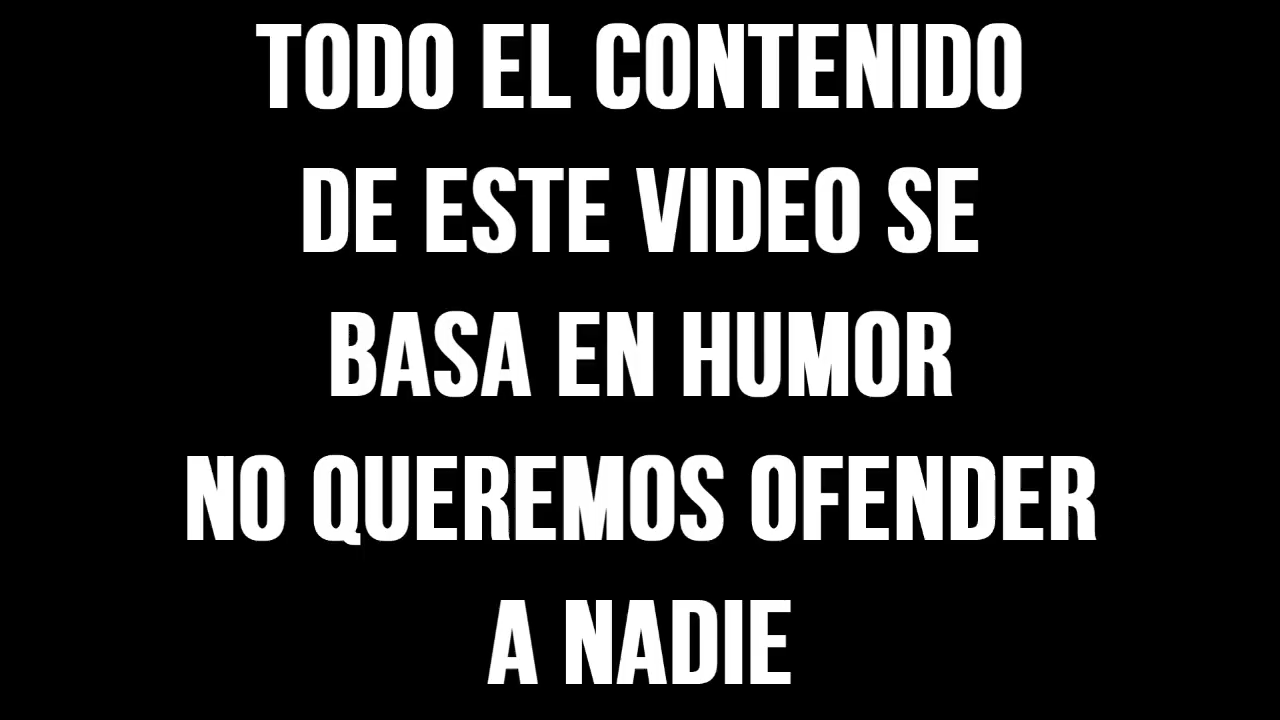 TODO EL CONTENIDO
DE ESTE VIDEO SE
BASA EN HUMOR
NO QUEREMOS OFENDER
A NADIE